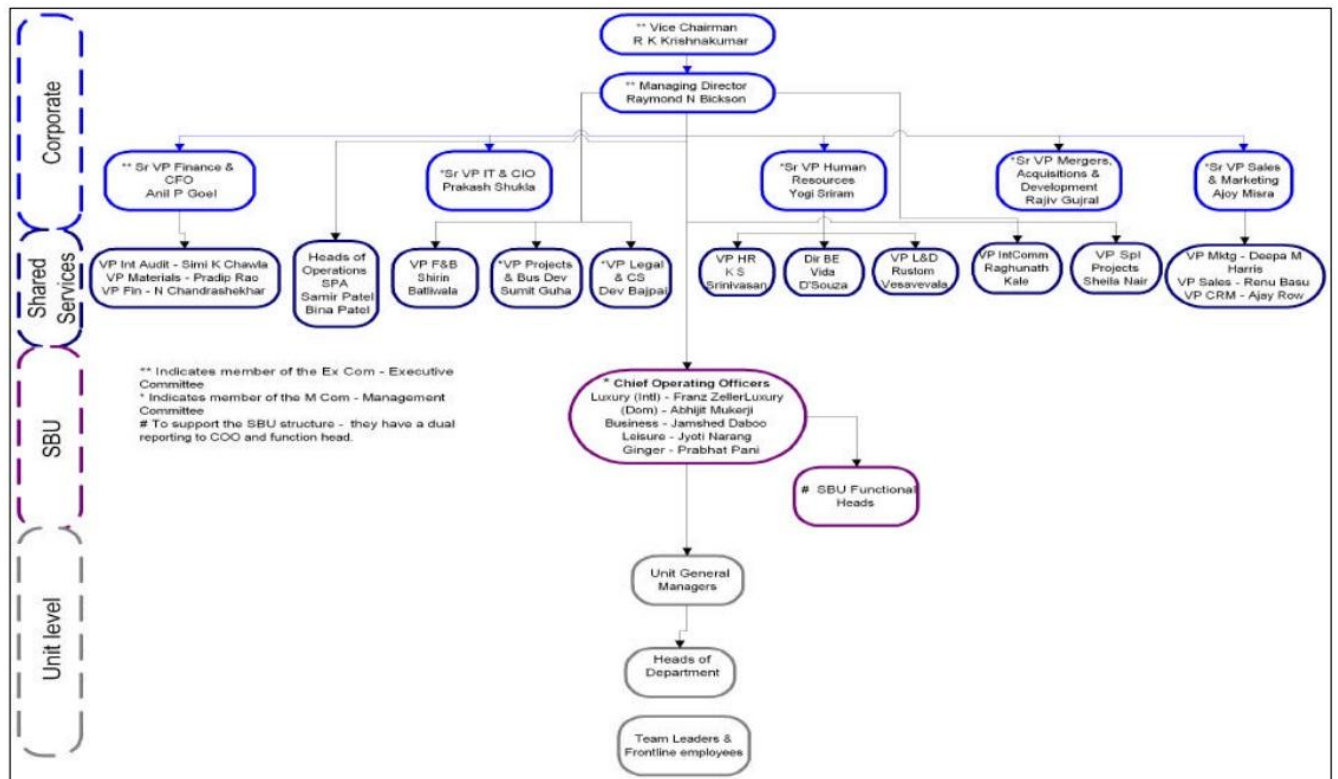 Corporate
** Vice Chairman
R K Krishnakumar
** Managing Director
Raymond N Bickson
** Sr VP Finance &
CFO
Anil P Goel
*Sr VP IT & CIO
Prakash Shukla
*Sr VP Human
Resources
Yogi Sriram
*Sr VP Mergers,
Acquisitions &
Development
Rajiv Gujral
*Sr VP Sales
& Marketing
Ajoy Misra
Shared
Services
VP Int Audit - Simi K Chawla
VP Materials - Pradip Rao
VP Fin - N Chandrashekhar
Heads of
Operations
SPA
Samir Patel
Bina Patel
VP F&B
Shirin
Batliwala
*VP Projects
& Bus Dev
Sumit Guha
*VP Legal
& CS
Dev Bajpai
VP HR
K S
Srinivasan
Dir BE
Vida
D'Souza
VP L&D
Rustom
Vesavevala
VP IntComm
Raghunath
Kale
VP Spl
Projects
Sheila Nair
VP Mktg - Deepa M
Harris
VP Sales - Renu Basu
VP CRM - Ajay Row
SBU
** Indicates member of the Ex Com - Executive
Committee
* Indicates member of the M Com - Management
Committee
# To support the SBU structure - they have a dual
reporting to COO and function head.
* Chief Operating Officers
Luxury (Intl) - Franz ZellerLuxury
(Dom) - Abhijit Mukerji
Business - Jamshed Daboo
Leisure - Jyoti Narang
Ginger - Prabhat Pani
# SBU Functional
Heads
Unit level
Unit General
Managers
Heads of
Department
Team Leaders &
Frontline employees